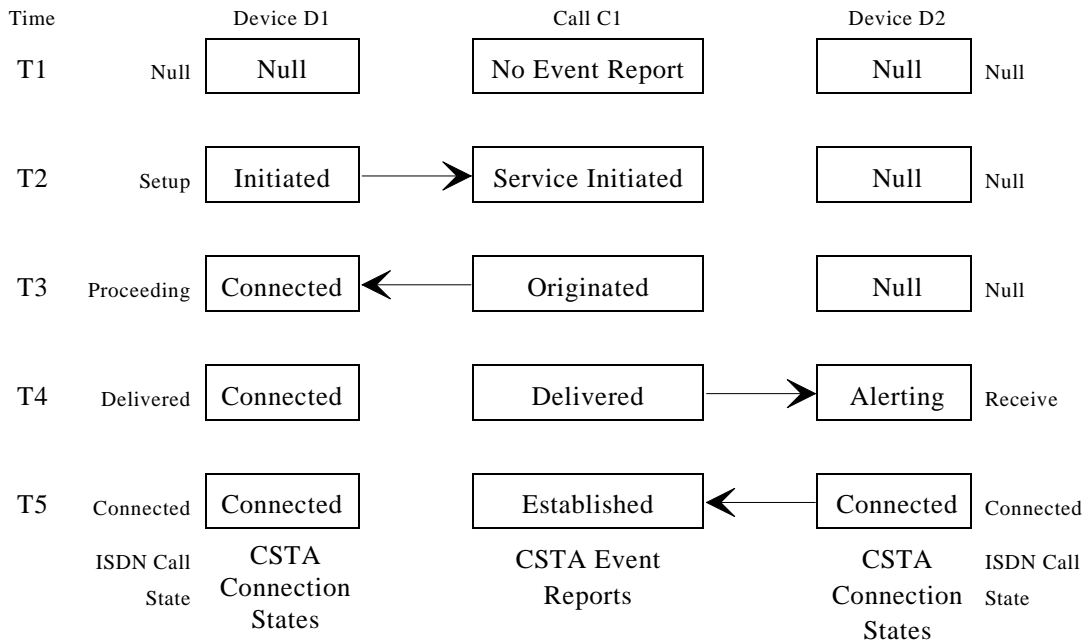 Time Device D1 Call C1 Device D2
T1 Null Null No Event Report Null Null
T2 Setup Initiated Service Initiated Null Null
T3 Proceeding Connected Originated Null Null
T4 Delivered Connected Delivered Alerting Receive
T5 Connected Connected Established Connected Connected
ISDN Call
State
CSTA
Connection
States
CSTA Event
Reports
CSTA
Connection
States
ISDN Call
State